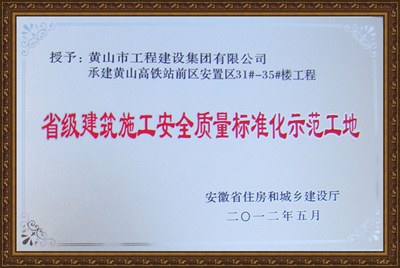 授予：黄山市工程建设集团有限公司
承建黄山高铁站前区安置区31#-35#楼工程
省级建筑施工安全质量标准化示范工地
安徽省住房和城乡建设厅
二〇一二年五月